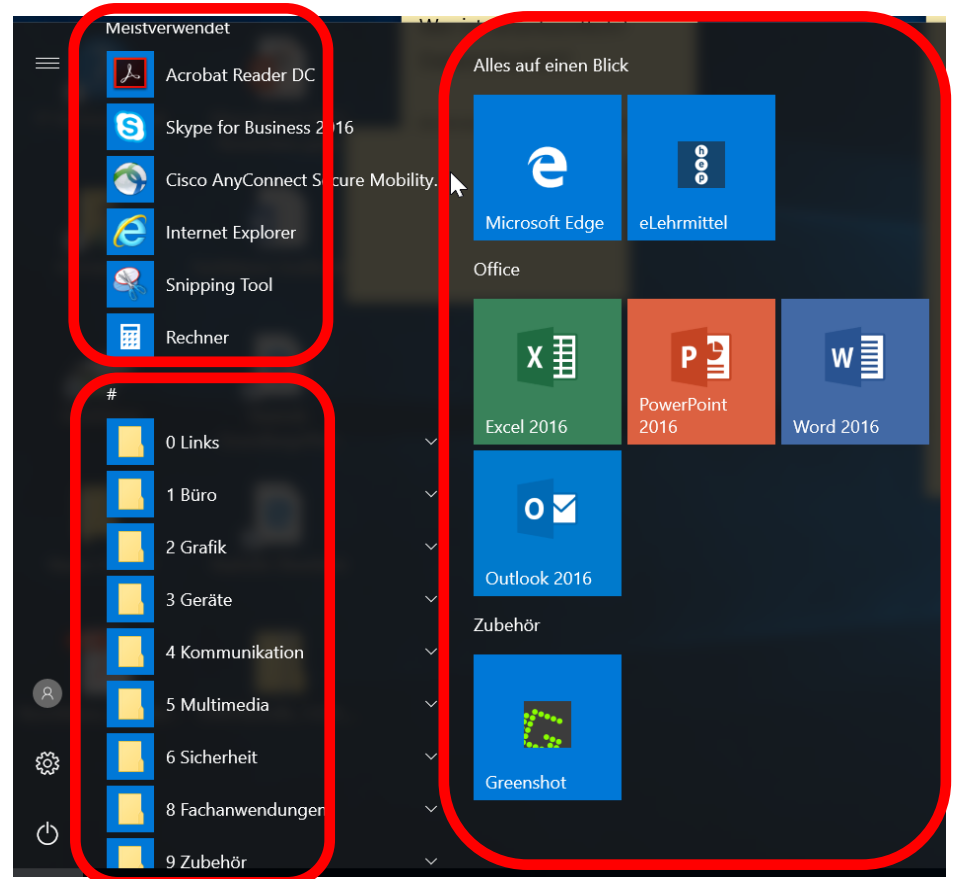 Meistverwendet
Acrobat Reader DC
Skype for Business 2016
Cisco AnyConnect Secure Mobility...
Internet Explorer
Snipping Tool
Rechner
#
0 Links
1 Büro
2 Grafik
3 Geräte
4 Kommunikation
5 Multimedia
6 Sicherheit
8 Fachanwendungen
9 Zubehör
Alles auf einen Blick
Microsoft Edge
hep
eLehrmittel
Office
X
Excel 2016
P
PowerPoint
2016
W
Word 2016
O
Outlook 2016
Zubehör
Greenshot